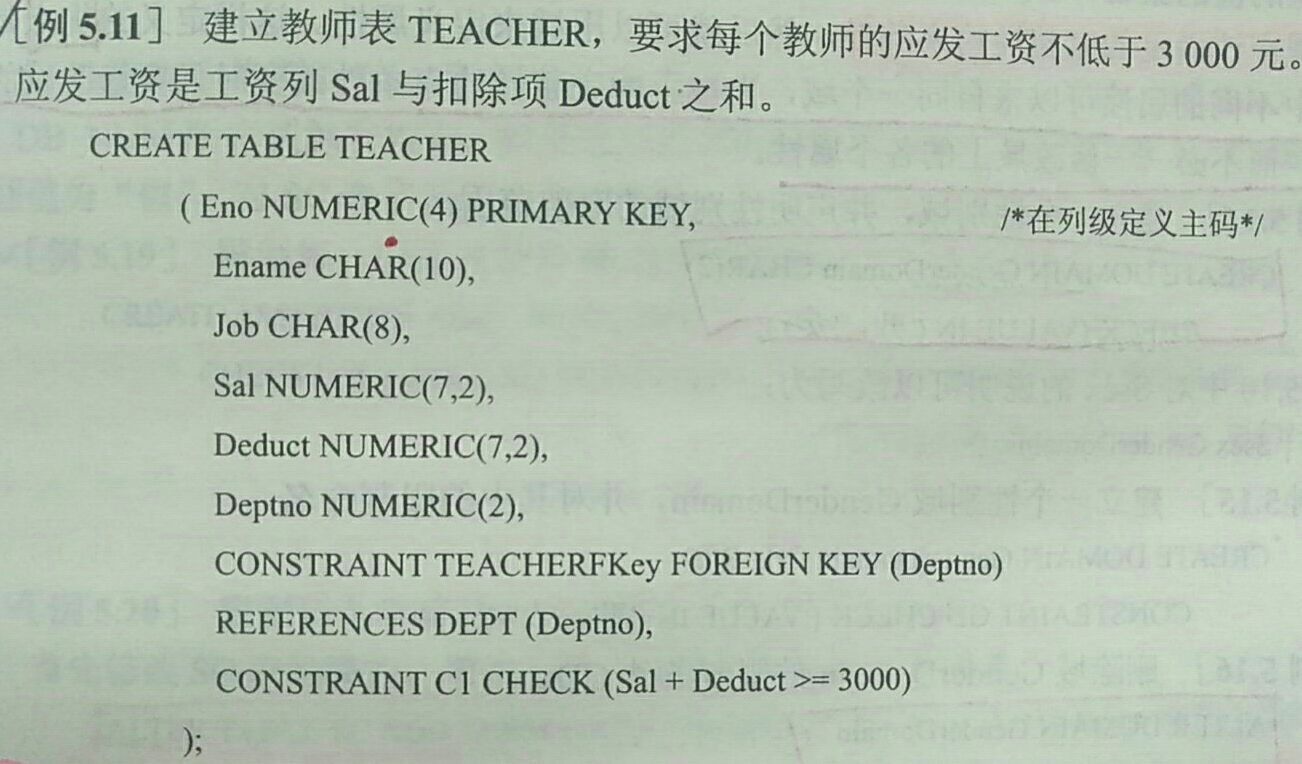 [例 5.11] 建立教师表 TEACHER，要求每个教师的应发工资不低于 3 000 元。
应发工资是工资列 Sal 与扣除项 Deduct 之和。
CREATE TABLE TEACHER
( Eno NUMERIC(4) PRIMARY KEY, /*在列级定义主码*/
Ename CHAR(10),
Job CHAR(8),
Sal NUMERIC(7,2),
Deduct NUMERIC(7,2),
Deptno NUMERIC(2),
CONSTRAINT TEACHERFKey FOREIGN KEY (Deptno)
REFERENCES DEPT (Deptno),
CONSTRAINT C1 CHECK (Sal + Deduct >= 3000)
);